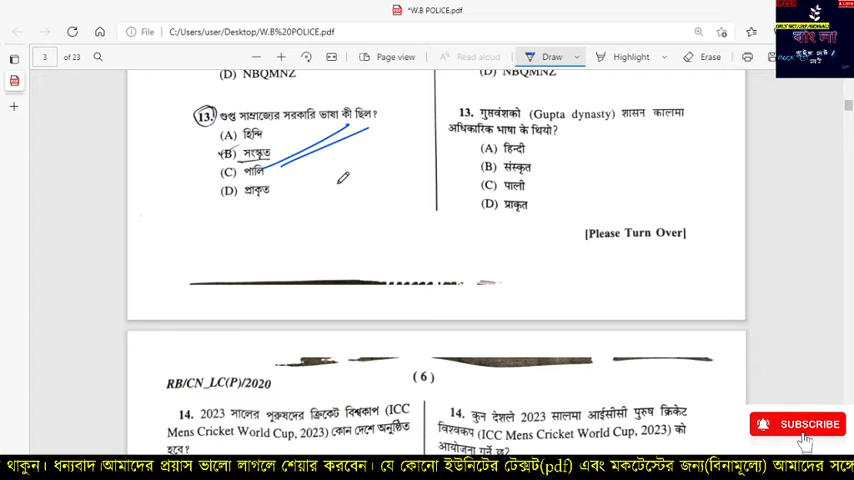 *W.B POLICE.pdf
File
C:/Users/user/Desktop/W.B%20POLICE.pdf
3
of 23
Page view
Read aloud
Draw
Highlight
Erase
LIVE
বাংলা
(D) NBQMNZ
(D) NBQMNZ
13. গুপ্ত সাম্রাজ্যের সরকারি ভাষা কী ছিল?
(A) হিন্দি
(B) সংস্কৃত
(C) পালি
(D) প্রাকৃত
13. गुप्तवंशको (Gupta dynasty) शासन कालमा
अधिकारिक भाषा के थियो?
(A) हिन्दी
(B) संस्कृत
(C) पाली
(D) प्राकृत
[Please Turn Over]
RB/CN_LC(P)/2020
( 6 )
14. 2023 সালের পুরুষদের ক্রিকেট বিশ্বকাপ (ICC
Mens Cricket World Cup, 2023) কোন দেশে অনুষ্ঠিত
হবে?
14. कुन देशले 2023 सालमा आईसीसी पुरुष क्रिकेट
विश्वकप (ICC Mens Cricket World Cup, 2023) को
आयोजना गर्ने छ?
SUBSCRIBE
থাকুন। ধন্যবাদ।আমাদের প্রয়াস ভালো লাগলে শেয়ার করবেন। যে কোনো ইউনিটের টেক্সট(pdf) এবং মকটেস্টের জন্য(বিনামূল্যে) আমাদের সঙ্গে